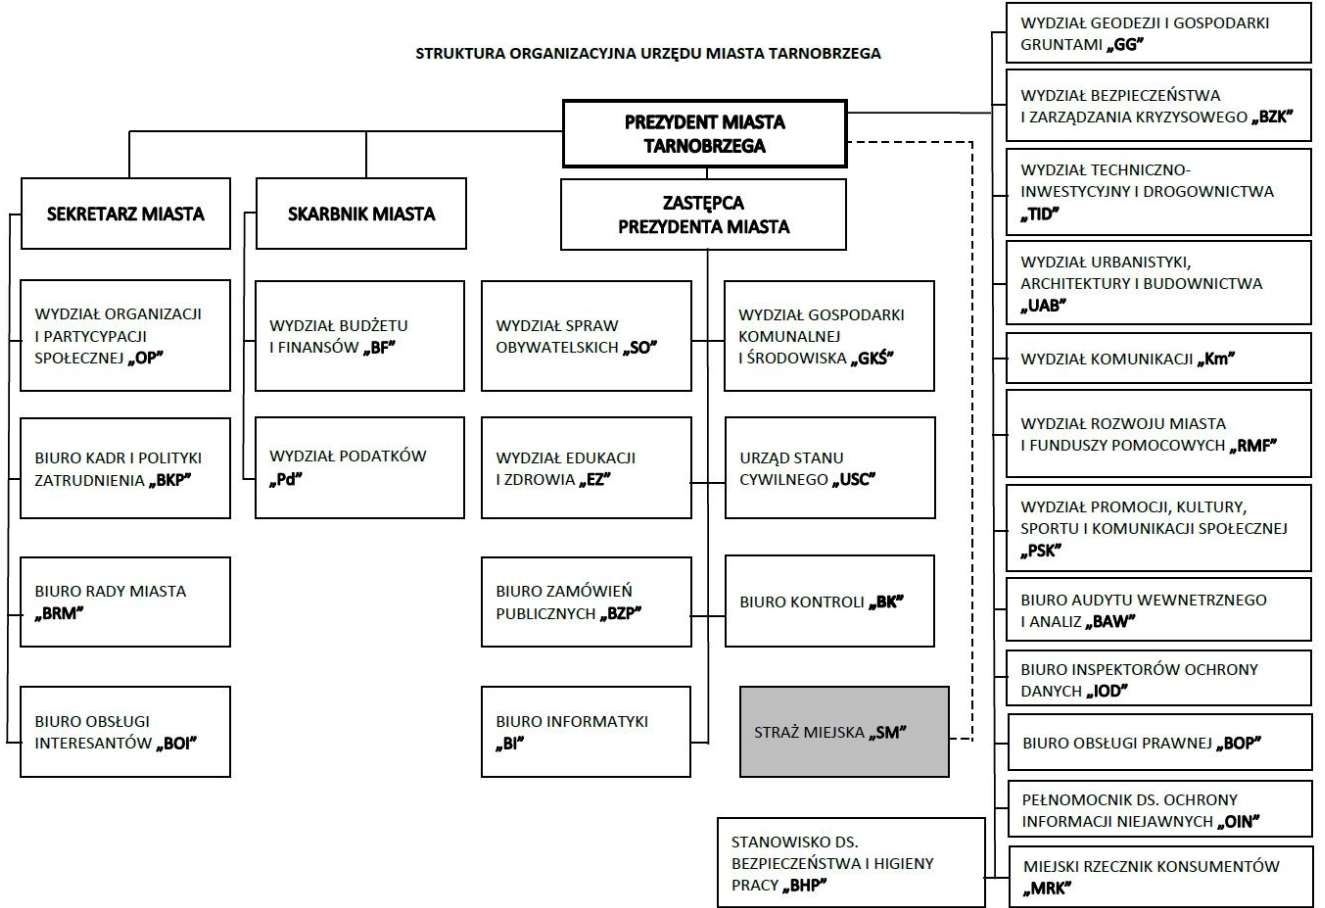 STRUKTURA ORGANIZACYJNA URZĘDU MIASTA TARNOBRZEGA
PREZYDENT MIASTA
TARNOBRZEGA
SEKRETARZ MIASTA
SKARBNIK MIASTA
ZASTĘPCA
PREZYDENTA MIASTA
WYDZIAŁ ORGANIZACJI
I PARTYCYPACJI
SPOŁECZNEJ „OP”
BIURO KADR I POLITYKI
ZATRUDNIENIA „BKP”
BIURO RADY MIASTA
„BRM”
BIURO OBSŁUGI
INTERESANTÓW „BOI”
WYDZIAŁ BUDŻETU
I FINANSÓW „BF”
WYDZIAŁ PODATKÓW
„Pd”
WYDZIAŁ SPRAW
OBYWATELSKICH „SO”
WYDZIAŁ EDUKACJI
I ZDROWIA „EZ”
BIURO ZAMÓWIEŃ
PUBLICZNYCH „BZP”
BIURO INFORMATYKI
„BI”
WYDZIAŁ GOSPODARKI
KOMUNALNEJ
I ŚRODOWISKA „GKŚ”
URZĄD STANU
CYWILNEGO „USC”
BIURO KONTROLI „BK”
STRAŻ MIEJSKA „SM”
STANOWISKO DS.
BEZPIECZEŃSTWA I HIGIENY
PRACY „BHP”
WYDZIAŁ GEODEZJI I GOSPODARKI
GRUNTAMI „GG”
WYDZIAŁ BEZPIECZEŃSTWA
I ZARZĄDZANIA KRYZYSOWEGO „BZK”
WYDZIAŁ TECHNICZNO-
INWESTYCYJNY I DROGOWNICTWA
„TID”
WYDZIAŁ URBANISTYKI,
ARCHITEKTURY I BUDOWNICTWA
„UAB”
WYDZIAŁ KOMUNIKACJI „Km”
WYDZIAŁ ROZWOJU MIASTA
I FUNDUSZY POMOCOWYCH „RMF”
WYDZIAŁ PROMOCJI, KULTURY,
SPORTU I KOMUNIKACJI SPOŁECZNEJ
„PSK”
BIURO AUDYTU WEWNETRZNEGO
I ANALIZ „BAW”
BIURO INSPEKTORÓW OCHRONY
DANYCH „IOD”
BIURO OBSŁUGI PRAWNEJ „BOP”
PEŁNOMOCNIK DS. OCHRONY
INFORMACJI NIEJAWNYCH „OIN”
MIEJSKI RZECZNIK KONSUMENTÓW
„MRK”